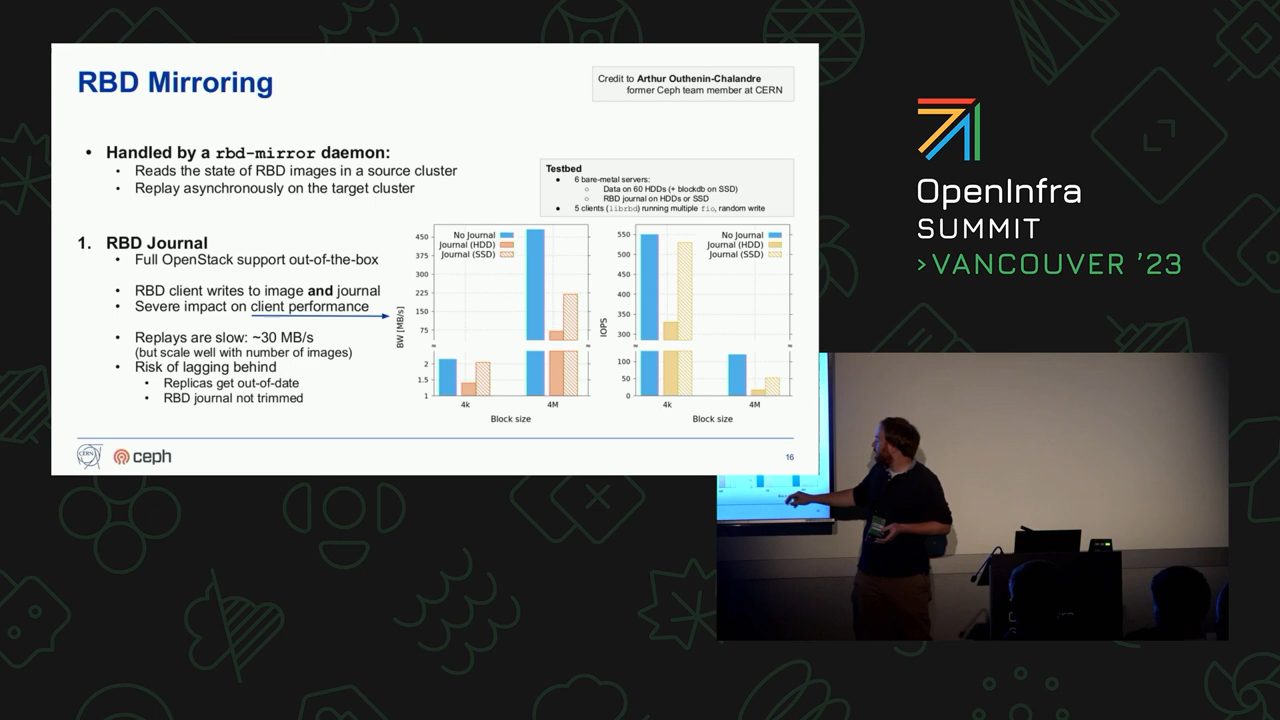 RBD Mirroring
Credit to Arthur Outhenin-Chalandre
former Ceph team member at CERN
• Handled by a rbd-mirror daemon:
• Reads the state of RBD images in a source cluster
• Replay asynchronously on the target cluster
Testbed
● 6 bare-metal servers:
○ Data on 60 HDDs (+ blockdb on SSD)
○ RBD journal on HDDs or SSD
● 5 clients (librbd) running multiple fio, random write
1. RBD Journal
• Full OpenStack support out-of-the-box
• RBD client writes to image and journal
• Severe impact on client performance
• Replays are slow: ~30 MB/s
(but scale well with number of images)
• Risk of lagging behind
• Replicas get out-of-date
• RBD journal not trimmed
BW [MB/s]
450
375
300
225
150
75
2
1.5
1
No Journal
Journal (HDD)
Journal (SSD)
4k 4M
Block size
IOPS
550
500
450
400
350
300
100
50
0
No Journal
Journal (HDD)
Journal (SSD)
4k 4M
Block size
CERN
ceph
16
OpenInfra
SUMMIT
>VANCOUVER '23